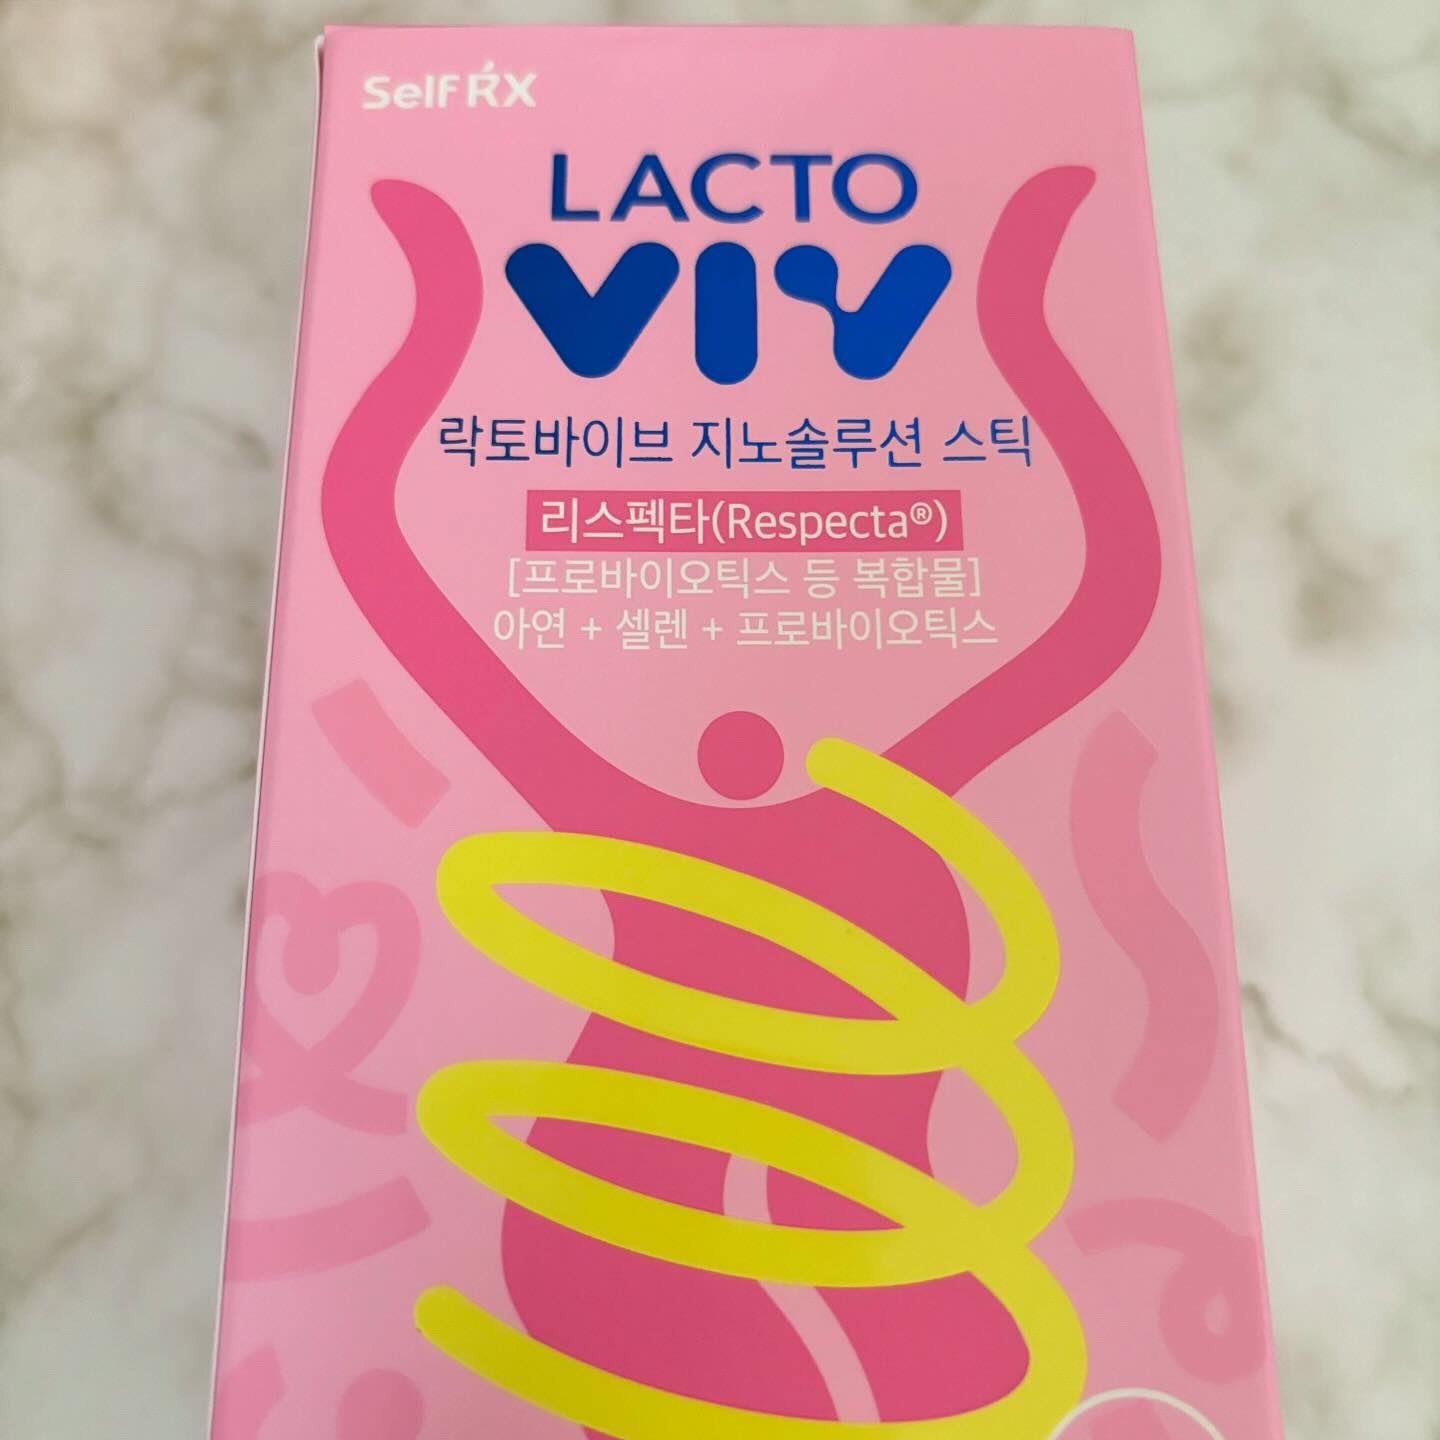 Self RX
LACTO
VIV
락토바이브 지노솔루션 스틱
리스펙타(Respecta®)
[프로바이오틱스 등 복합물]
아연 + 셀렌 + 프로바이오틱스